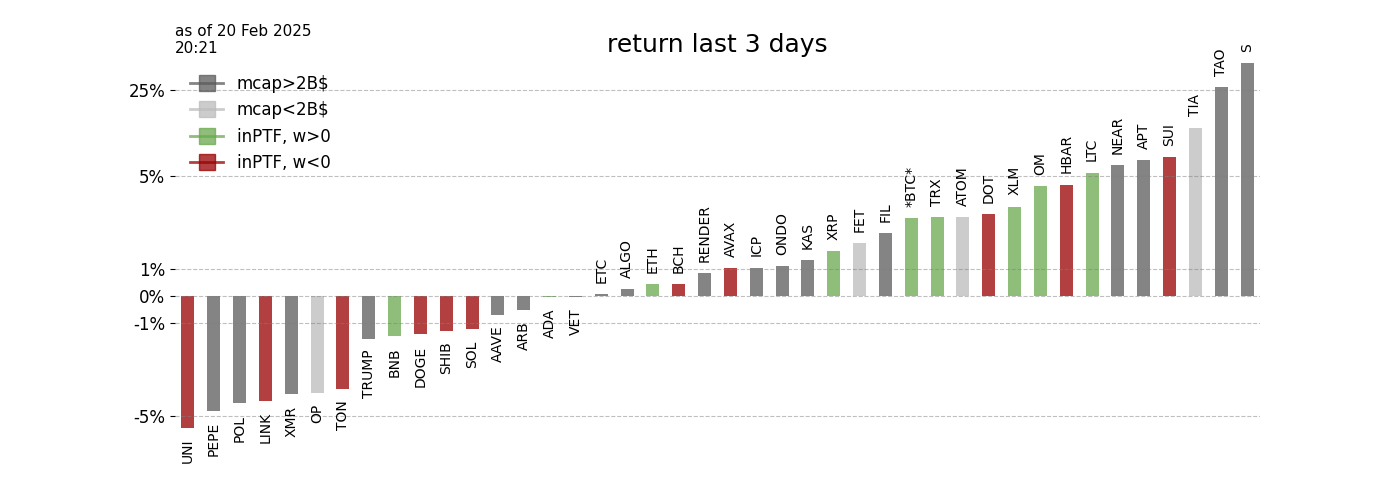 as of 20 Feb 2025
20:21
return last 3 days
mcap>2B$
mcap<2B$
inPTF, w>0
inPTF, w<0
25%
5%
1%
0%
-1%
-5%
UNI
PEPE
POL
LINK
XMR
OP
TON
TRUMP
BNB
DOGE
SHIB
SOL
AAVE
ARB
ADA
VET
ETC
ALGO
ETH
BCH
RENDER
AVAX
ICP
ONDO
KAS
XRP
FET
FIL
*BTC*
TRX
ATOM
DOT
XLM
OM
HBAR
LTC
NEAR
APT
SUI
TIA
TAO
S